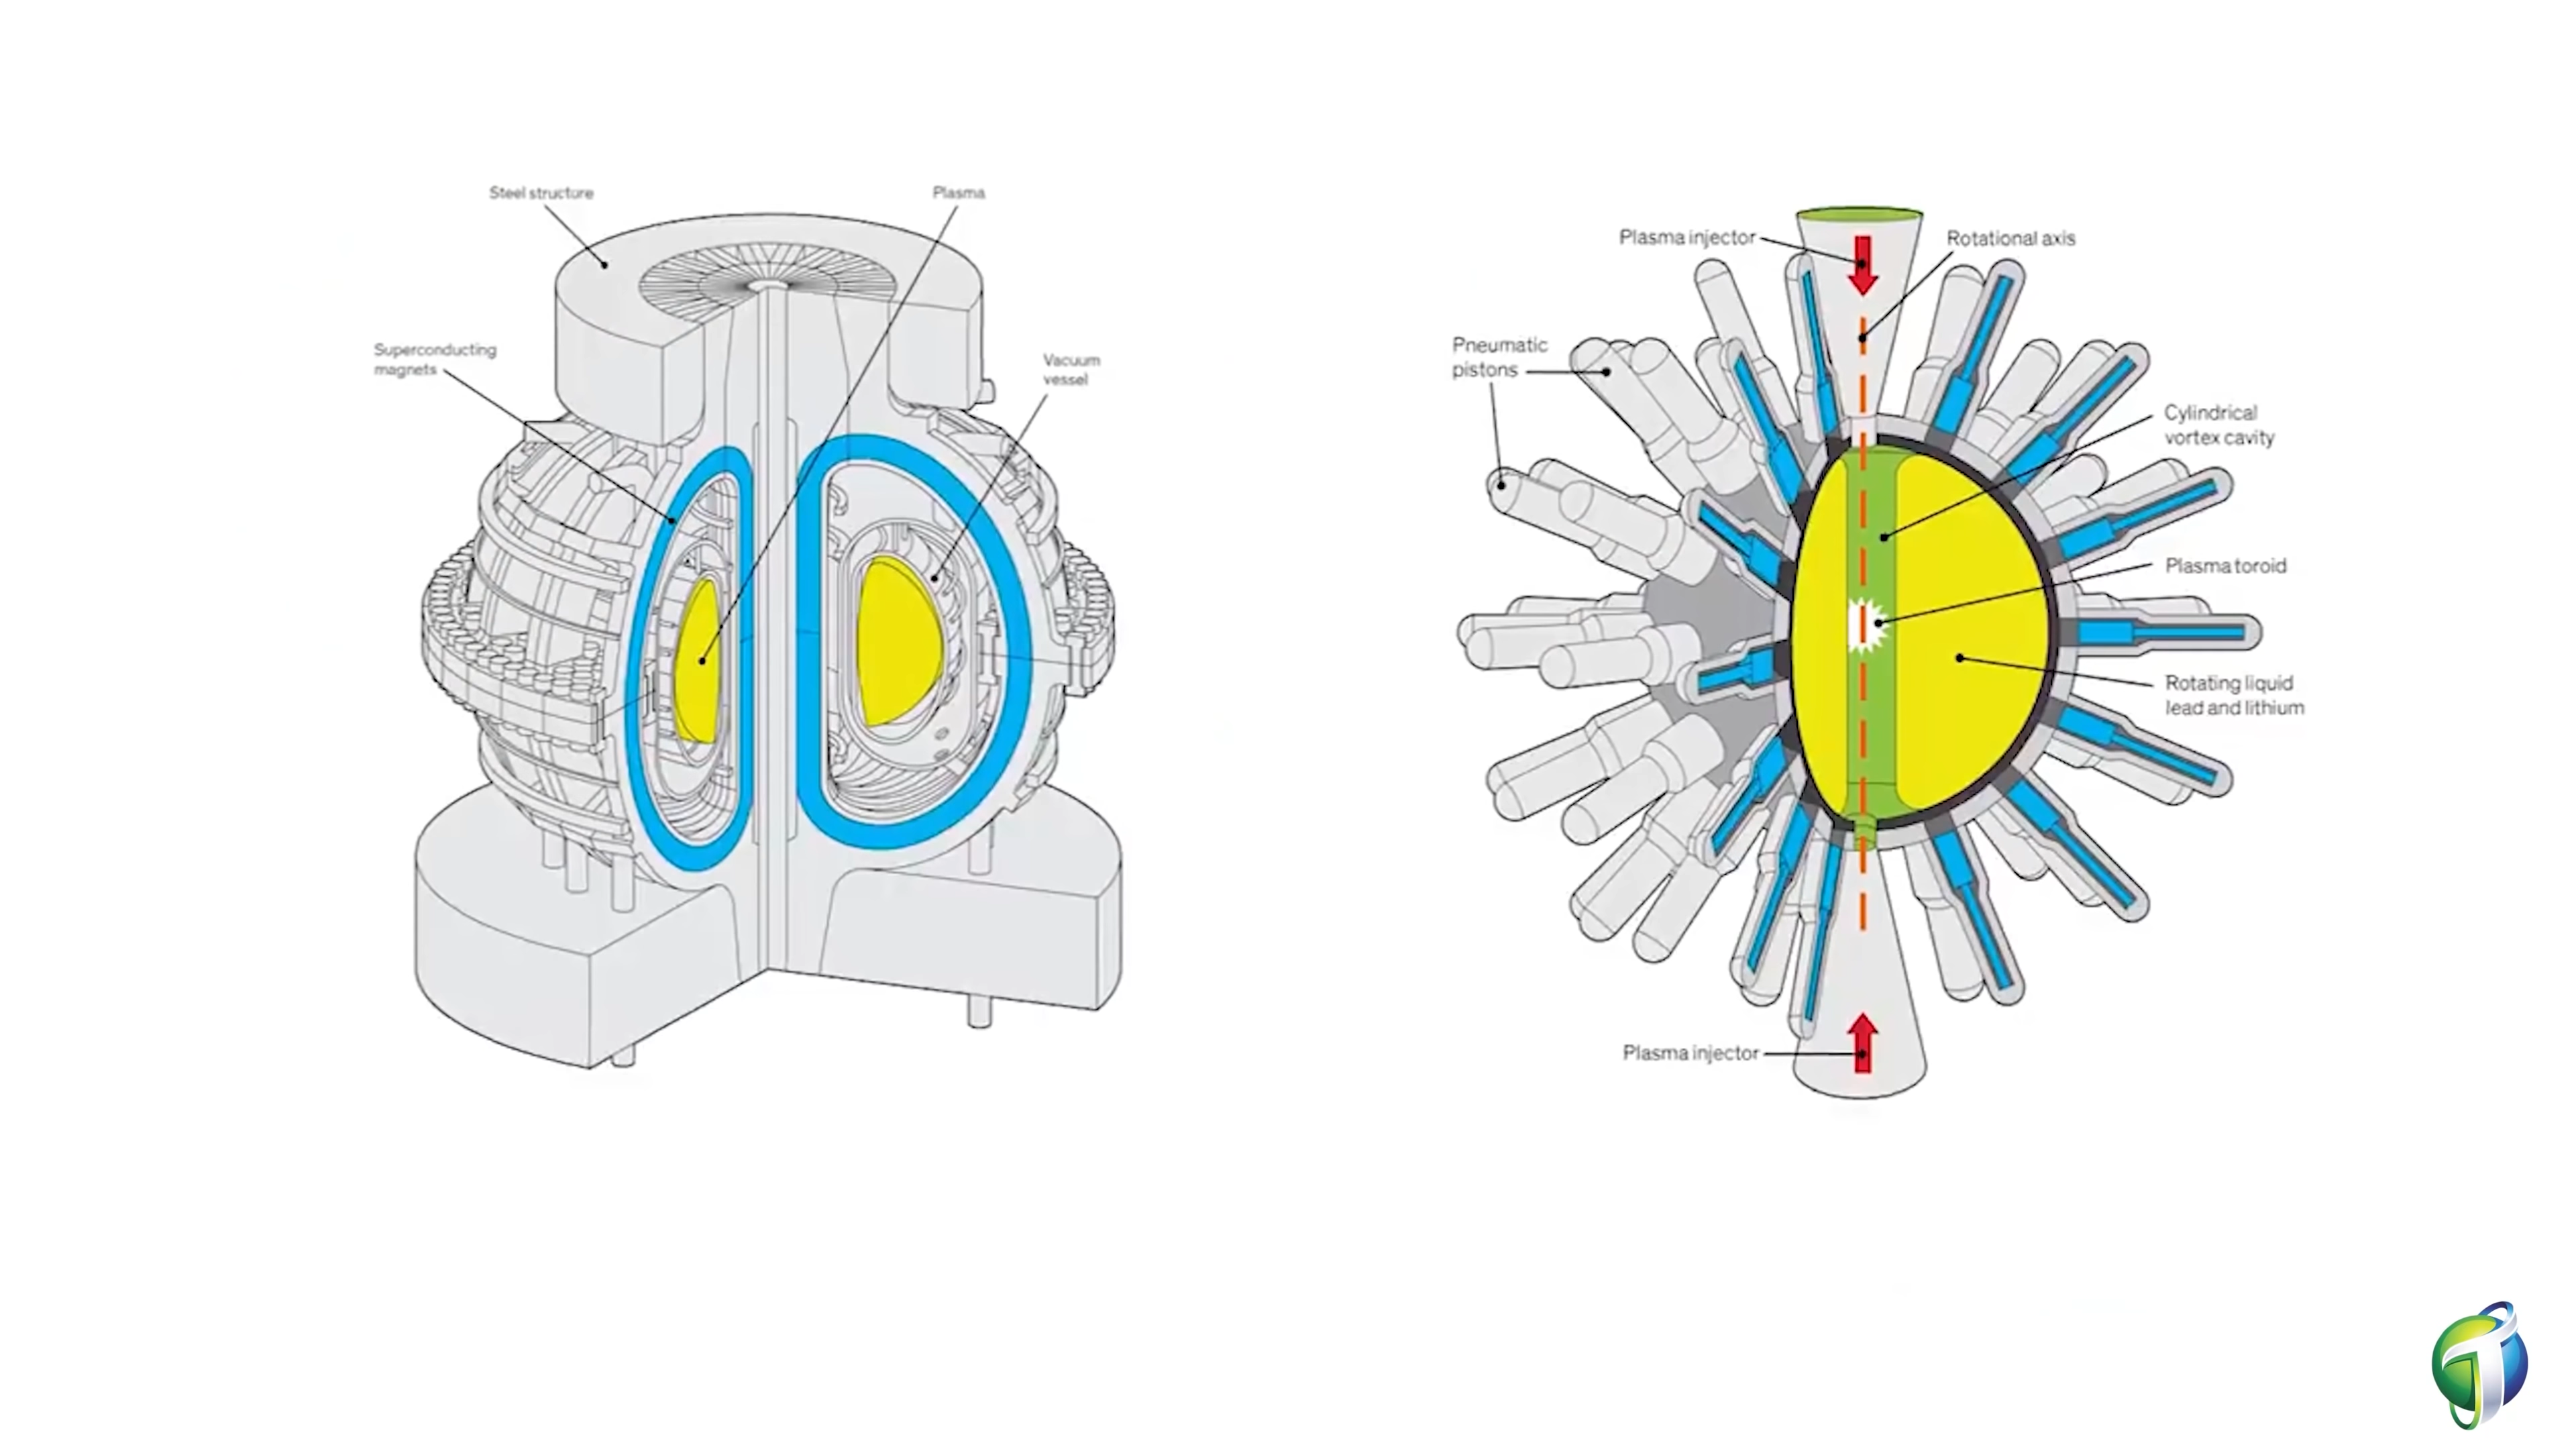 Steel structure
Plasma
Superconducting
magnets
Vacuum
vessel
Plasma injector
Rotational axis
Pneumatic
pistons
Cylindrical
vortex cavity
Plasma toroid
Rotating liquid
lead and lithium
Plasma injector